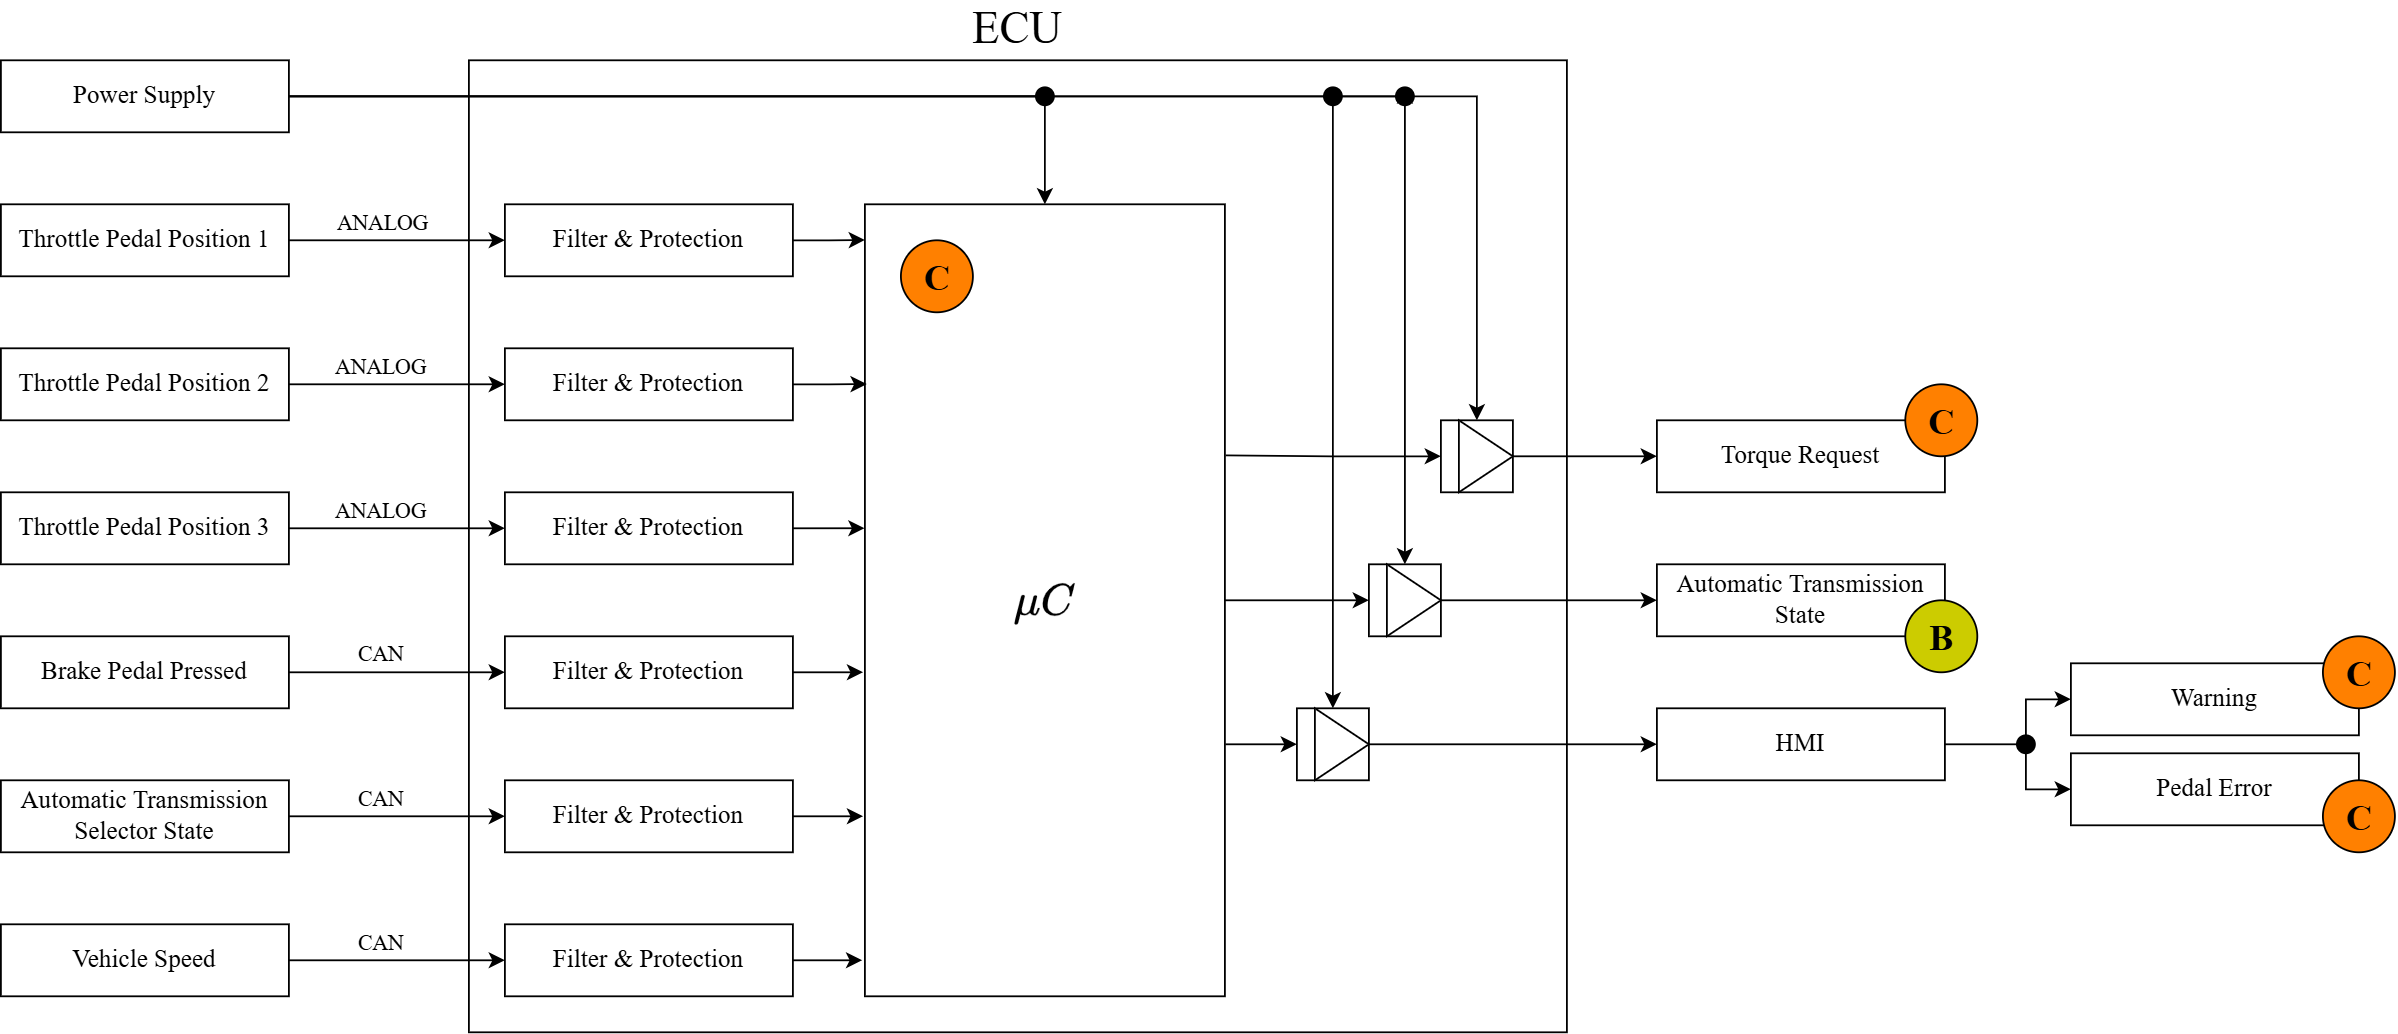 ECU
Power Supply
Throttle Pedal Position 1
ANALOG
Filter & Protection
C
Throttle Pedal Position 2
ANALOG
Filter & Protection
Throttle Pedal Position 3
ANALOG
Filter & Protection
Brake Pedal Pressed
CAN
Filter & Protection
Automatic Transmission
Selector State
CAN
Filter & Protection
Vehicle Speed
CAN
Filter & Protection
μC
Torque Request
C
Automatic Transmission
State
B
HMI
Warning
C
Pedal Error
C